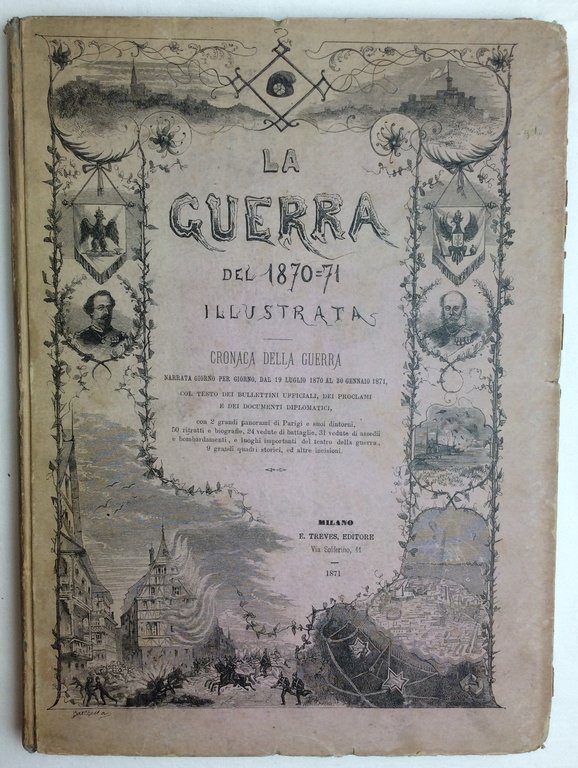 LA
GUERRA
DEL 1870=71
ILLUSTRATA
CRONACA DELLA GUERRA
NARRATA GIORNO PER GIORNO, DAL 19 LUGLIO 1870 AL 30 GENNAIO 1871,
COL TESTO DEI BULLETTINI UFFICIALI, DEI PROCLAMI
E DEI DOCUMENTI DIPLOMATICI,
con 2 grandi panorami di Parigi e suoi dintorni,
50 ritratti e biografie, 24 vedute di battaglie, 31 vedute di assedii
e bombardamenti, e luoghi importanti del teatro della guerra,
9 grandi quadri storici, ed altre incisioni.
MILANO
E. TREVES, EDITORE
Via Solferino, 11
1871